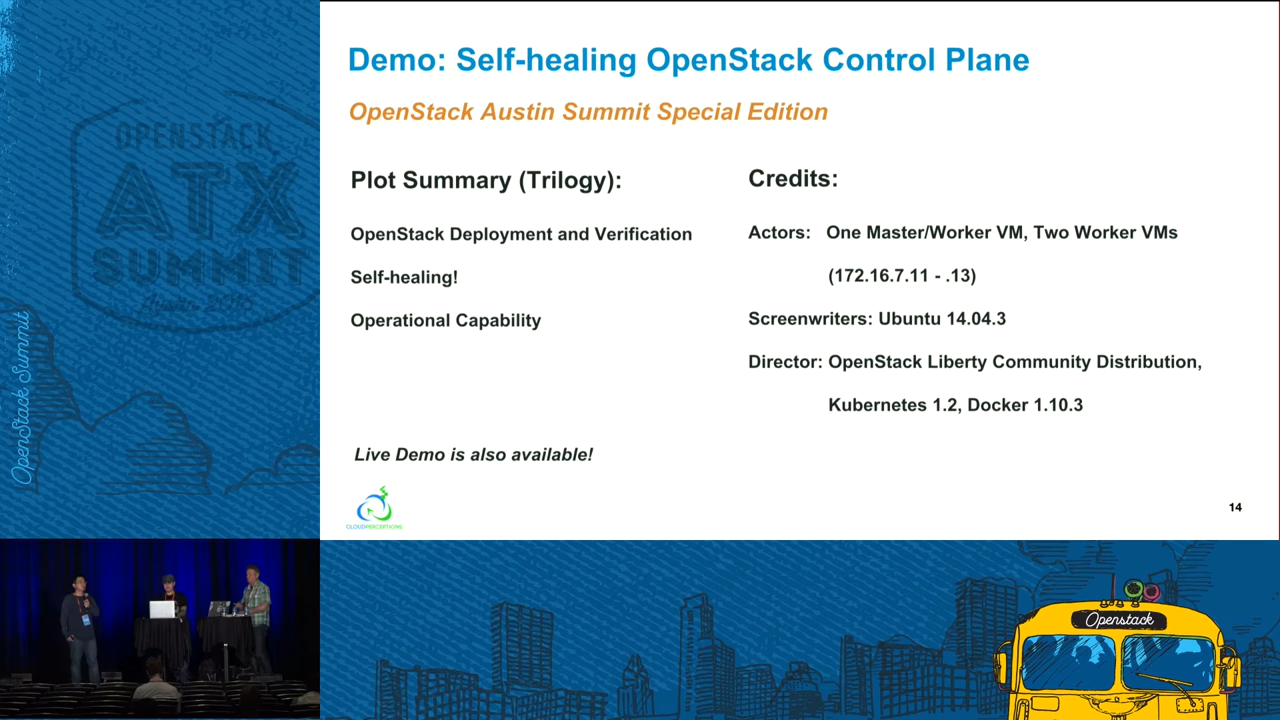 OPENSTACK
ATX
SUMMIT
Austin 2016
OpenStack Summit
Demo: Self-healing OpenStack Control Plane
OpenStack Austin Summit Special Edition
Plot Summary (Trilogy):
OpenStack Deployment and Verification
Self-healing!
Operational Capability
Live Demo is also available!
Credits:
Actors: One Master/Worker VM, Two Worker VMs
(172.16.7.11 - .13)
Screenwriters: Ubuntu 14.04.3
Director: OpenStack Liberty Community Distribution,
Kubernetes 1.2, Docker 1.10.3
CLOUDPERCEPTIONS
14
Openstack